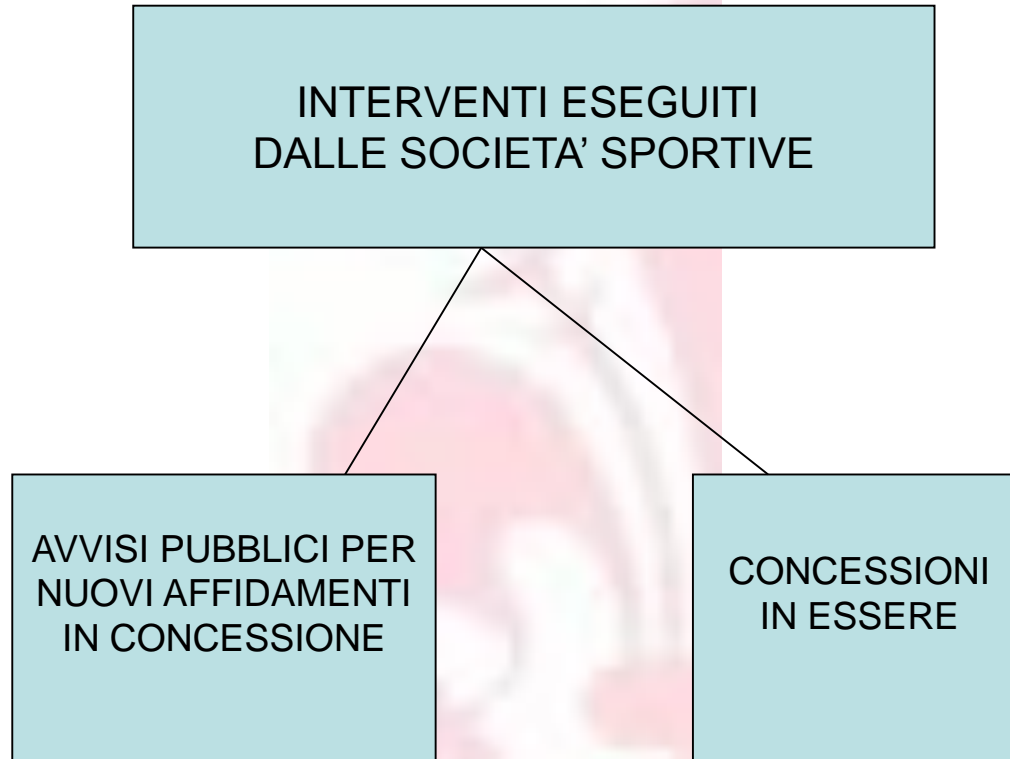 INTERVENTI ESEGUITI
DALLE SOCIETA’ SPORTIVE
AVVISI PUBBLICI PER
NUOVI AFFIDAMENTI
IN CONCESSIONE
CONCESSIONI
IN ESSERE